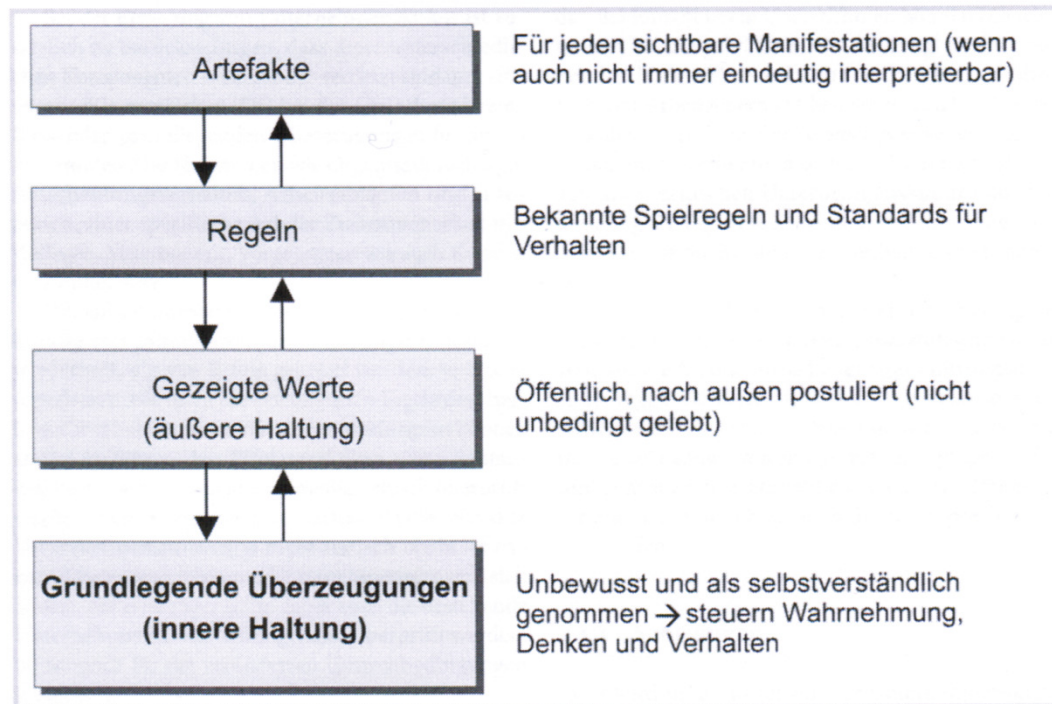 Artefakte
Für jeden sichtbare Manifestationen (wenn
auch nicht immer eindeutig interpretierbar)
Regeln
Bekannte Spielregeln und Standards für
Verhalten
Gezeigte Werte
(äußere Haltung)
Öffentlich, nach außen postuliert (nicht
unbedingt gelebt)
Grundlegende Überzeugungen
(innere Haltung)
Unbewusst und als selbstverständlich
genommen → steuern Wahrnehmung,
Denken und Verhalten